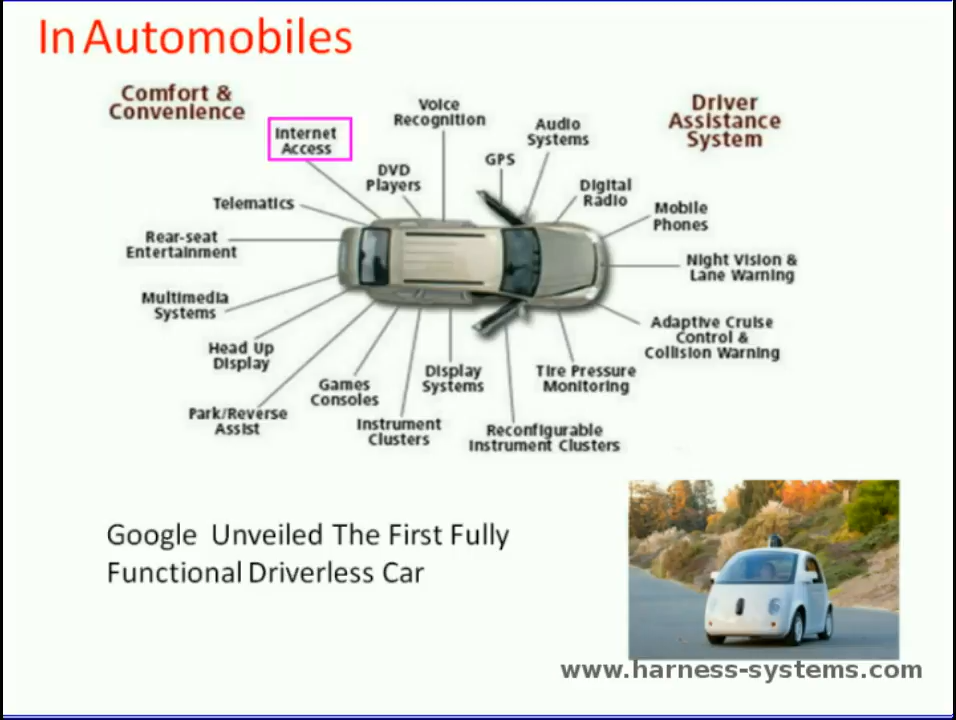 In Automobiles
Comfort &
Convenience
Driver
Assistance
System
Voice
Recognition
Internet
Access
Audio
Systems
GPS
DVD
Players
Digital
Radio
Telematics
Mobile
Phones
Rear-seat
Entertainment
Night Vision &
Lane Warning
Multimedia
Systems
Adaptive Cruise
Control &
Collision Warning
Head Up
Display
Display
Systems
Tire Pressure
Monitoring
Games
Consoles
Park/Reverse
Assist
Instrument
Clusters
Reconfigurable
Instrument Clusters
Google Unveiled The First Fully
Functional Driverless Car
www.harness-systems.com